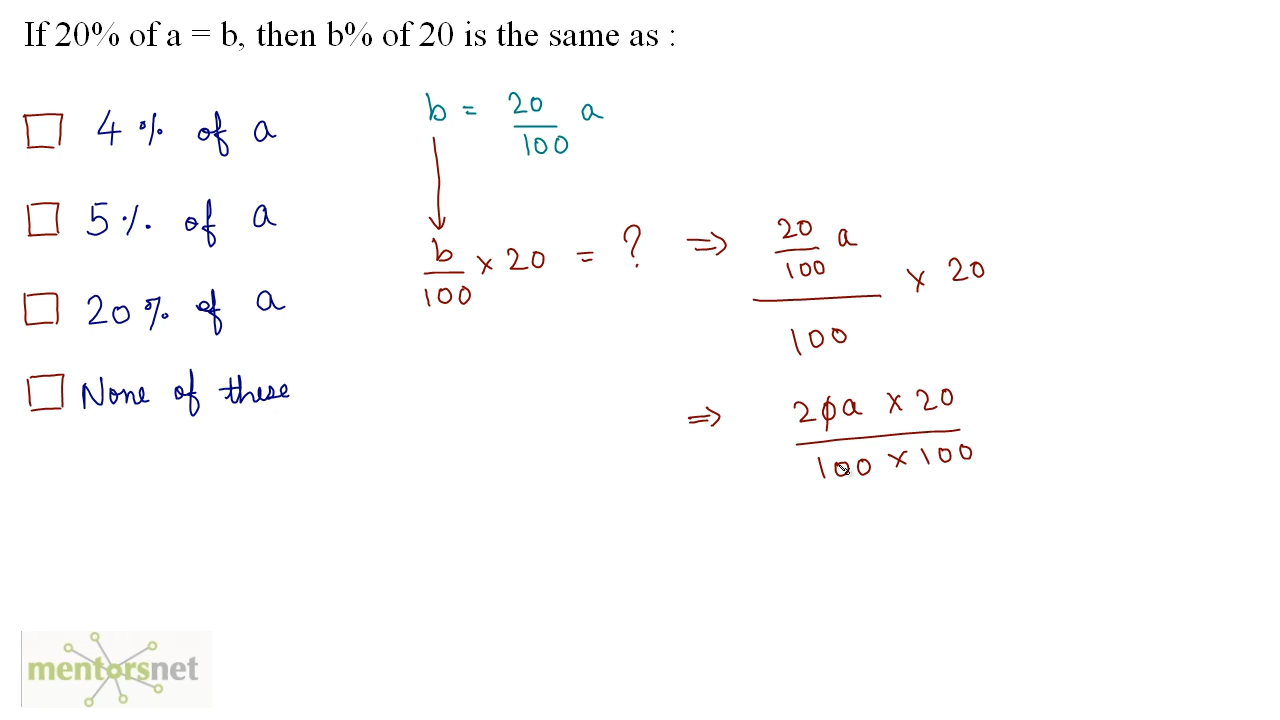 If 20% of a = b, then b% of 20 is the same as :
4 % of a
5 % of a
20 % of a
None of these
b = 20/100 a
b/100 × 20 = ? ⇒ (20/100 a)/100 × 20
⇒ (20a × 20)/(100 × 100)
mentorsnet